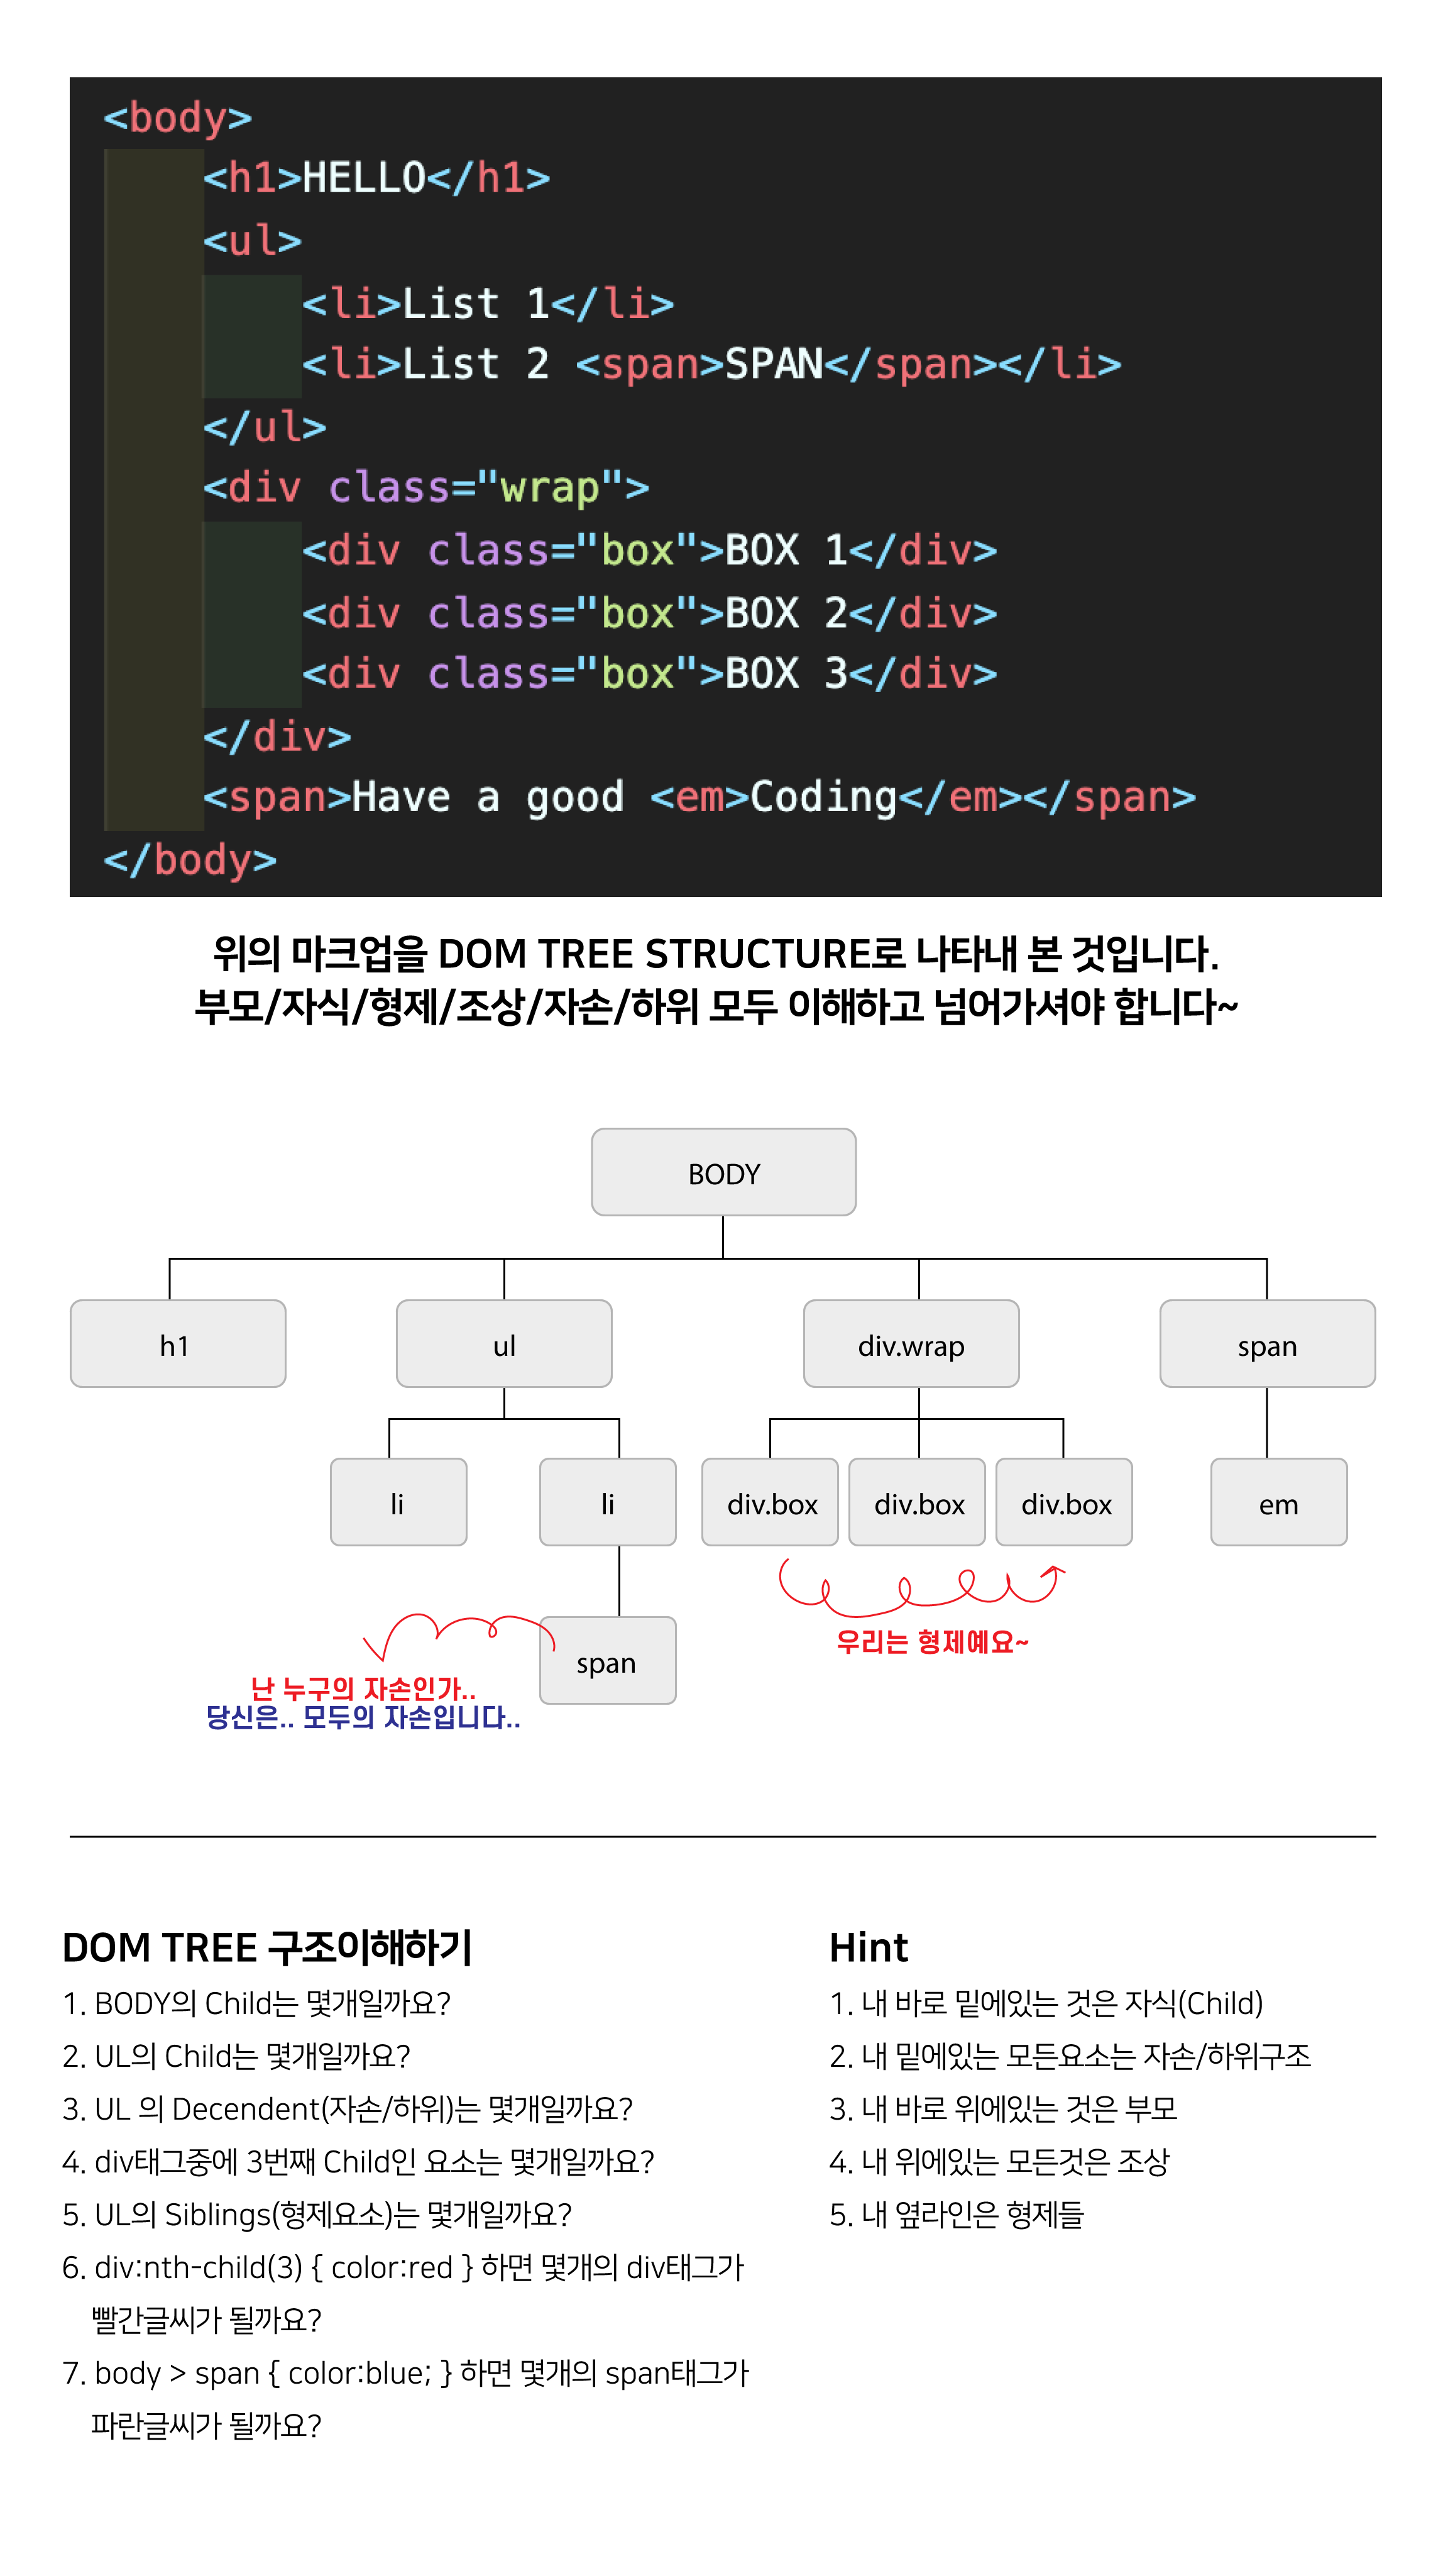 <body>
<h1>HELLO</h1>
<ul>
<li>List 1</li>
<li>List 2 <span>SPAN</span></li>
</ul>
<div class="wrap">
<div class="box">BOX 1</div>
<div class="box">BOX 2</div>
<div class="box">BOX 3</div>
</div>
<span>Have a good <em>Coding</em></span>
</body>
위의 마크업을 DOM TREE STRUCTURE로 나타내 본 것입니다.
부모/자식/형제/조상/자손/하위 모두 이해하고 넘어가셔야 합니다~
BODY
h1 ul div.wrap span
li li div.box div.box div.box em
우리는 형제예요~
span
난 누구의 자손인가..
당신은.. 모두의 자손입니다..
DOM TREE 구조이해하기
1. BODY의 Child는 몇개일까요?
2. UL의 Child는 몇개일까요?
3. UL 의 Decendent(자손/하위)는 몇개일까요?
4. div태그중에 3번째 Child인 요소는 몇개일까요?
5. UL의 Siblings(형제요소)는 몇개일까요?
6. div:nth-child(3) { color:red } 하면 몇개의 div태그가
빨간글씨가 될까요?
7. body > span { color:blue; } 하면 몇개의 span태그가
파란글씨가 될까요?
Hint
1. 내 바로 밑에있는 것은 자식(Child)
2. 내 밑에있는 모든요소는 자손/하위구조
3. 내 바로 위에있는 것은 부모
4. 내 위에있는 모든것은 조상
5. 내 옆라인은 형제들